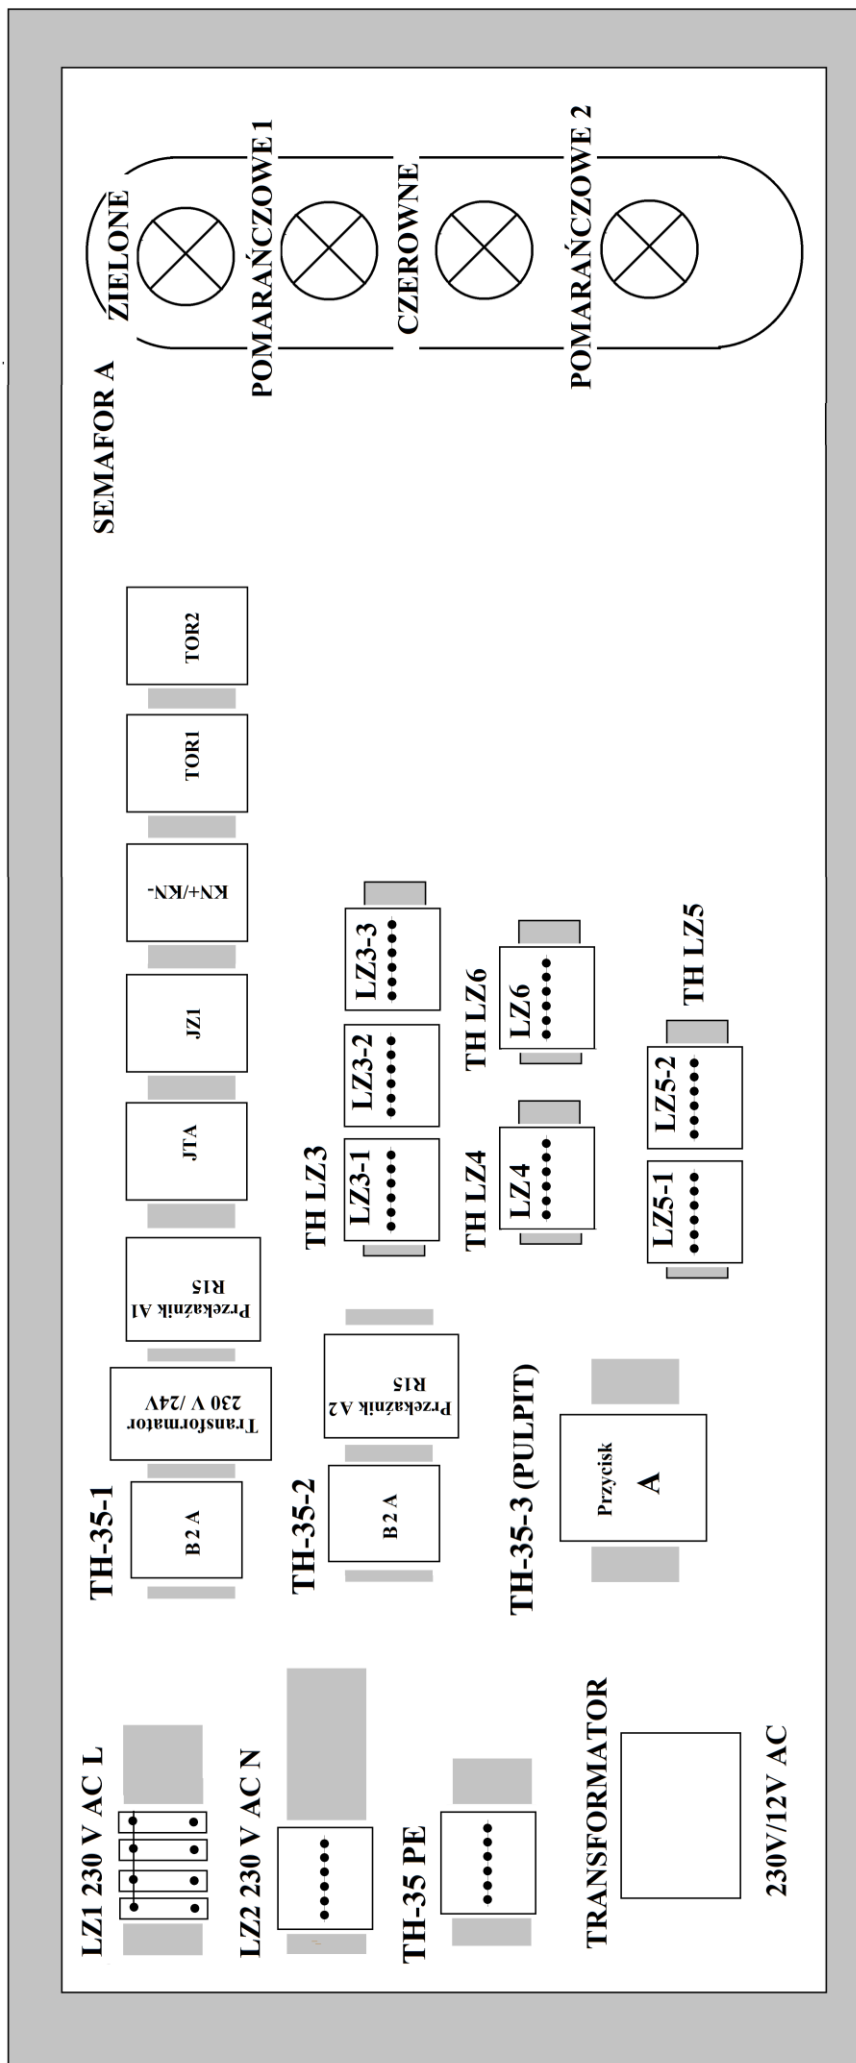 SEMAFOR A
ZIELONE
POMARAŃCZOWE 1
CZEROWNE
POMARAŃCZOWE 2
LZ1 230 V AC L
LZ2 230 V AC N
TH-35 PE
TRANSFORMATOR
230V/12V AC
TH-35-1
B2 A
Transformator
230 V /24V
Przekaźnik A1
R15
JTA
JZ1
KN+/KN-
TOR1
TOR2
TH-35-2
B2 A
Przekaźnik A2
R15
TH-35-3 (PULPIT)
Przycisk
A
TH LZ3
LZ3-1
LZ3-2
LZ3-3
TH LZ4
LZ4
TH LZ6
LZ6
LZ5-1
LZ5-2
TH LZ5